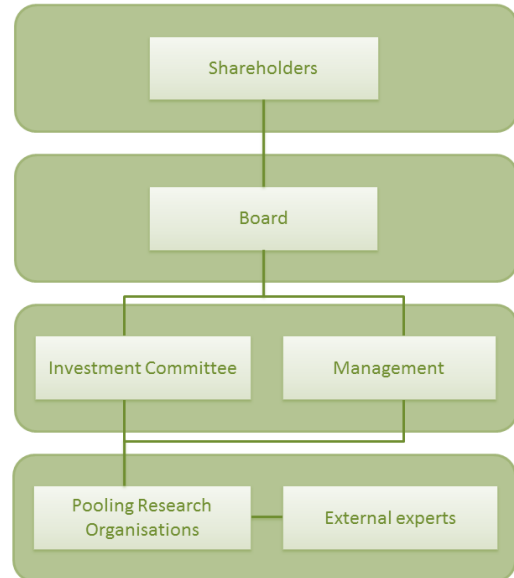 Shareholders
Board
Investment Committee
Management
Pooling Research
Organisations
External experts